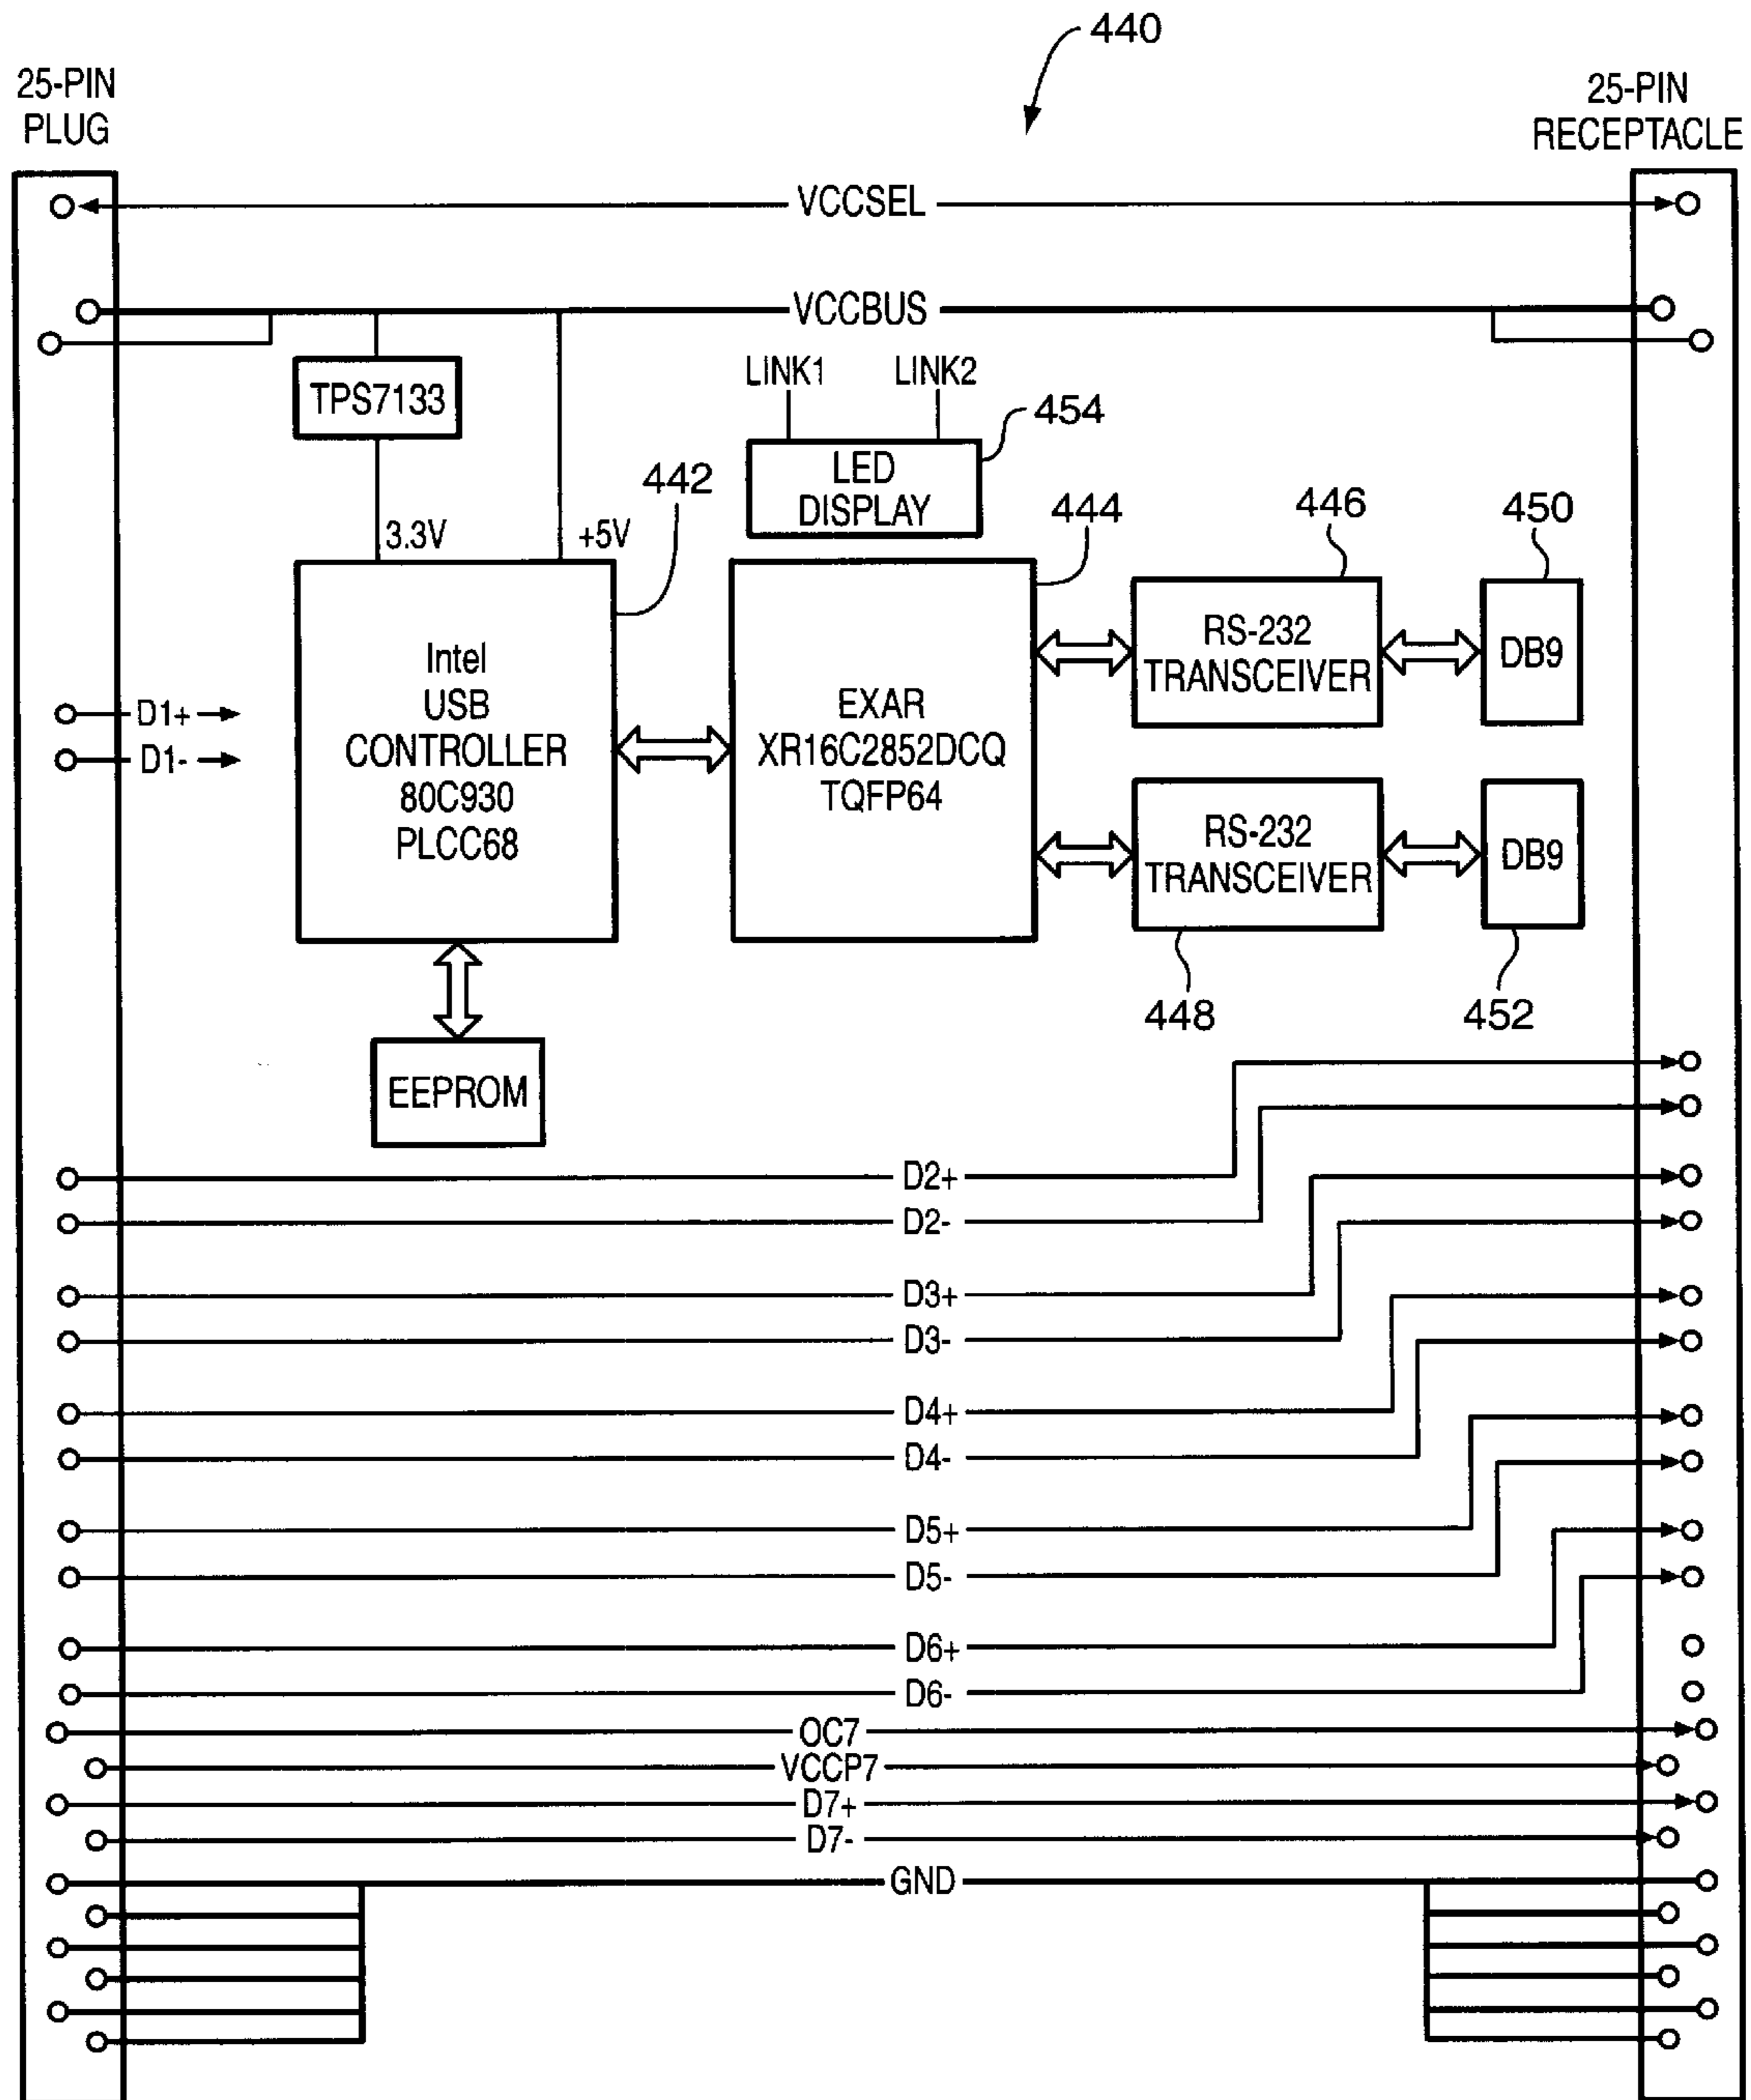 440
25-PIN
PLUG
25-PIN
RECEPTACLE
VCCSEL
VCCBUS
TPS7133
LINK1
LINK2
454
LED
DISPLAY
442
3.3V
+5V
444
446
450
Intel
USB
CONTROLLER
80C930
PLCC68
EXAR
XR16C2852DCQ
TQFP64
RS-232
TRANSCEIVER
DB9
D1+
D1-
RS-232
TRANSCEIVER
DB9
448
452
EEPROM
D2+
D2-
D3+
D3-
D4+
D4-
D5+
D5-
D6+
D6-
OC7
VCCP7
D7+
D7-
GND